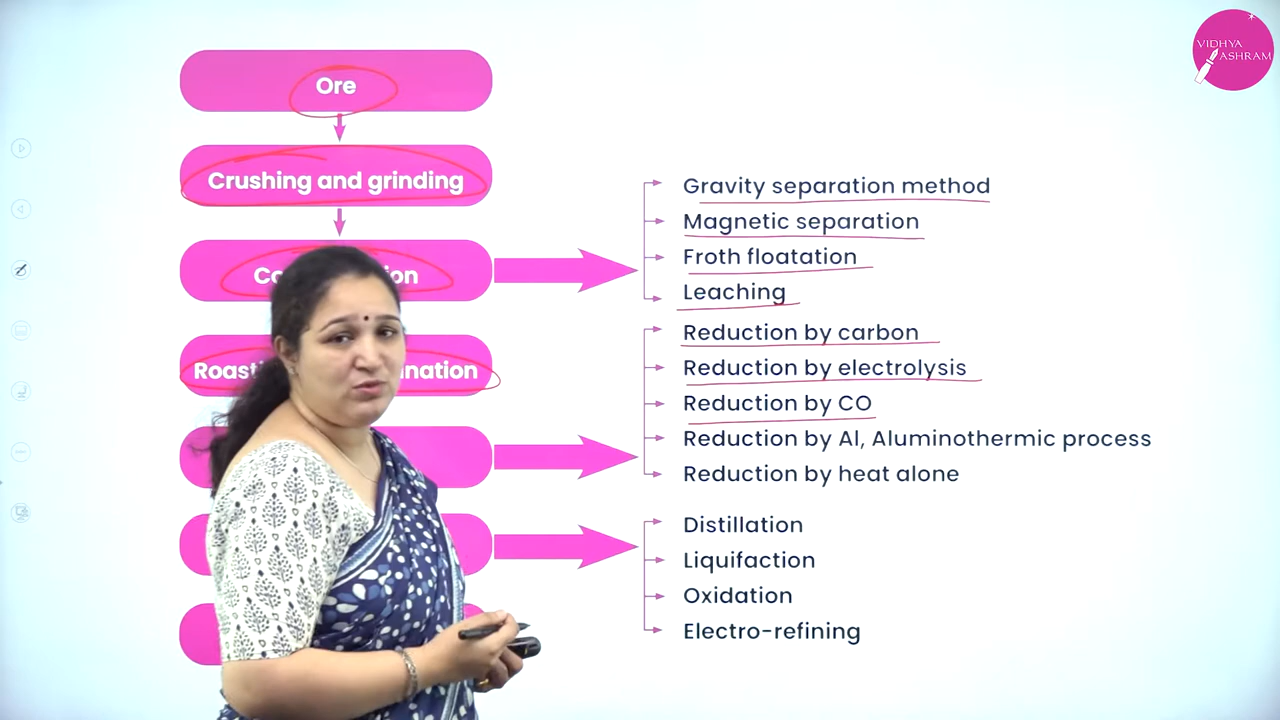 VIDHYA
ASHRAM
Ore
Crushing and grinding
Gravity separation method
Magnetic separation
Froth floatation
Leaching
Reduction by carbon
Reduction by electrolysis
Reduction by CO
Reduction by Al, Aluminothermic process
Reduction by heat alone
Distillation
Liquifaction
Oxidation
Electro-refining